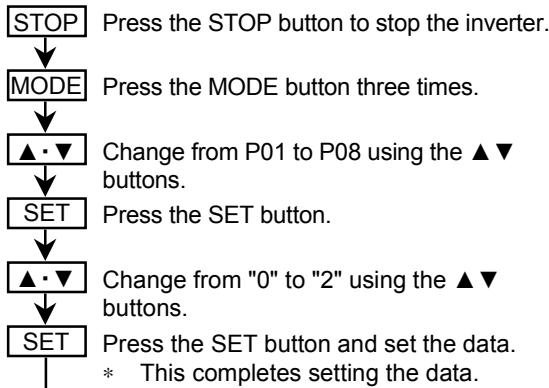 STOP Press the STOP button to stop the inverter.
MODE Press the MODE button three times.
▲・▼ Change from P01 to P08 using the ▲▼
buttons.
SET Press the SET button.
▲・▼ Change from "0" to "2" using the ▲▼
buttons.
SET Press the SET button and set the data.
* This completes setting the data.